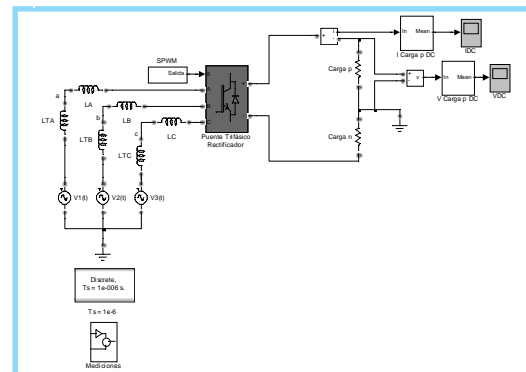 SPWM
Salida
g
A
B
C
+
-
Puente Trifásico
Rectificador
a
LA
LTA
b
LB
LTB
c
LC
LTC
V1(t)
V2(t)
V3(t)
+
i
-
In Mean
I Carga p DC
IDC
Carga p
+
-
v
In Mean
V Carga p DC
VDC
Carga n
Discrete,
Ts = 1e-006 s.
Ts = 1e-6
Mediciones